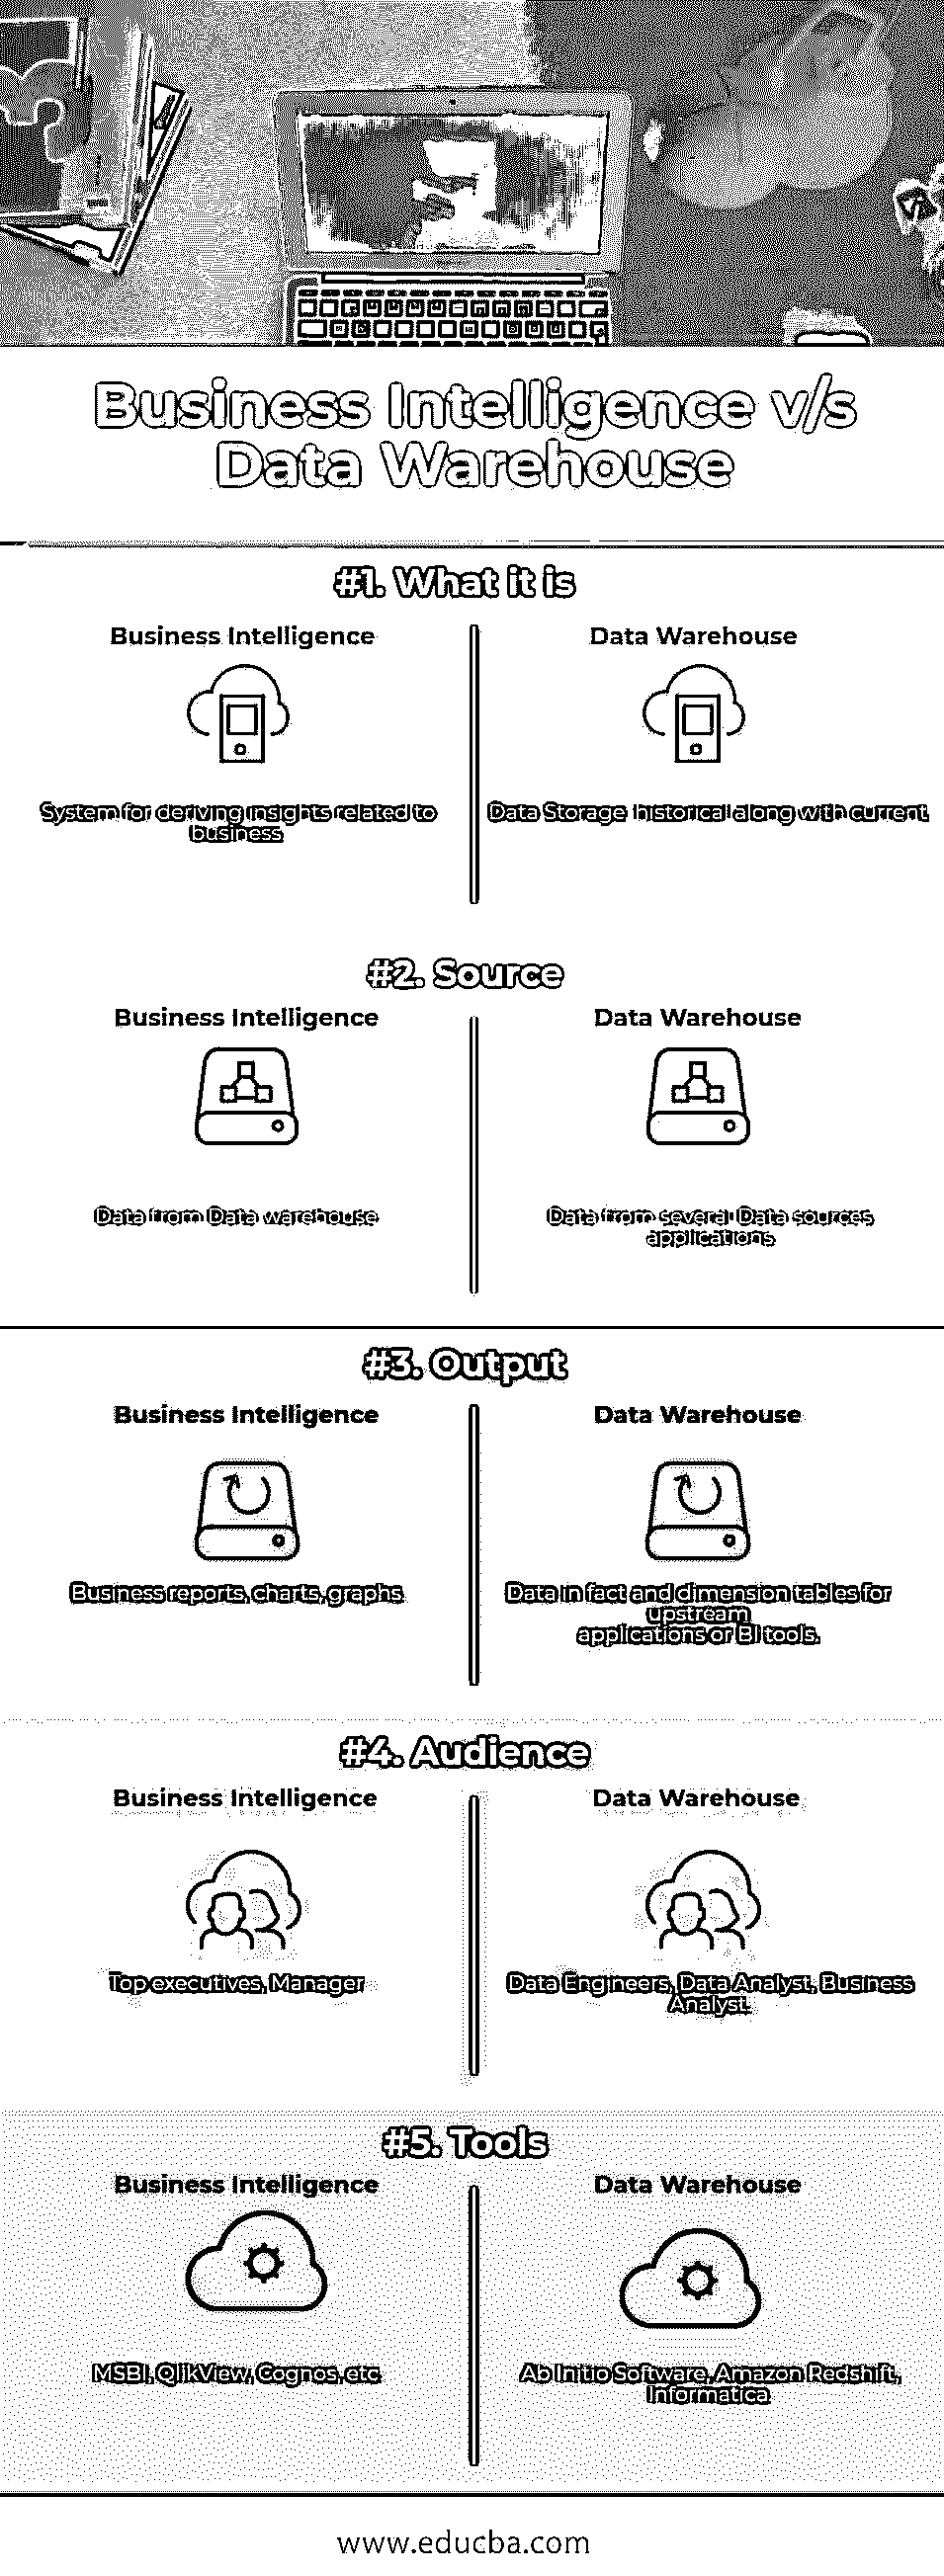 Business Intelligence v/s
Data Warehouse
#1. What it is
Business Intelligence
Data Warehouse
System for deriving insights related to
business
Data Storage historical along with current
#2. Source
Business Intelligence
Data Warehouse
Data from Data warehouse
Data from several Data sources
applications
#3. Output
Business Intelligence
Data Warehouse
Business reports, charts, graphs
Data in fact and dimension tables for
upstream
applications or BI tools.
#4. Audience
Business Intelligence
Data Warehouse
Top executives, Manager
Data Engineers, Data Analyst, Business
Analyst.
#5. Tools
Business Intelligence
Data Warehouse
MSBI, QlikView, Cognos, etc
Ab Initio Software, Amazon Redshift,
Informatica
www.educba.com